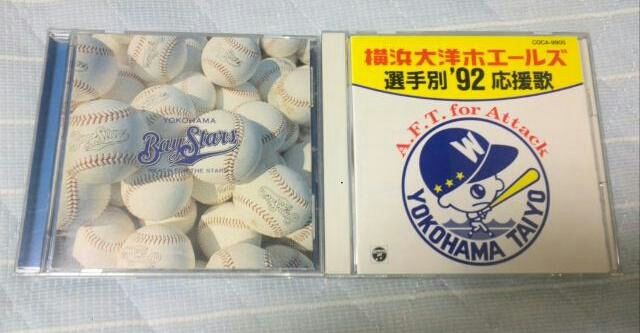 YOKOHAMA
BayStars
COCA-9905
横浜大洋ホエールズ
選手別'92応援歌
A.F.T. for Attack
W
YOKOHAMA TAIYO